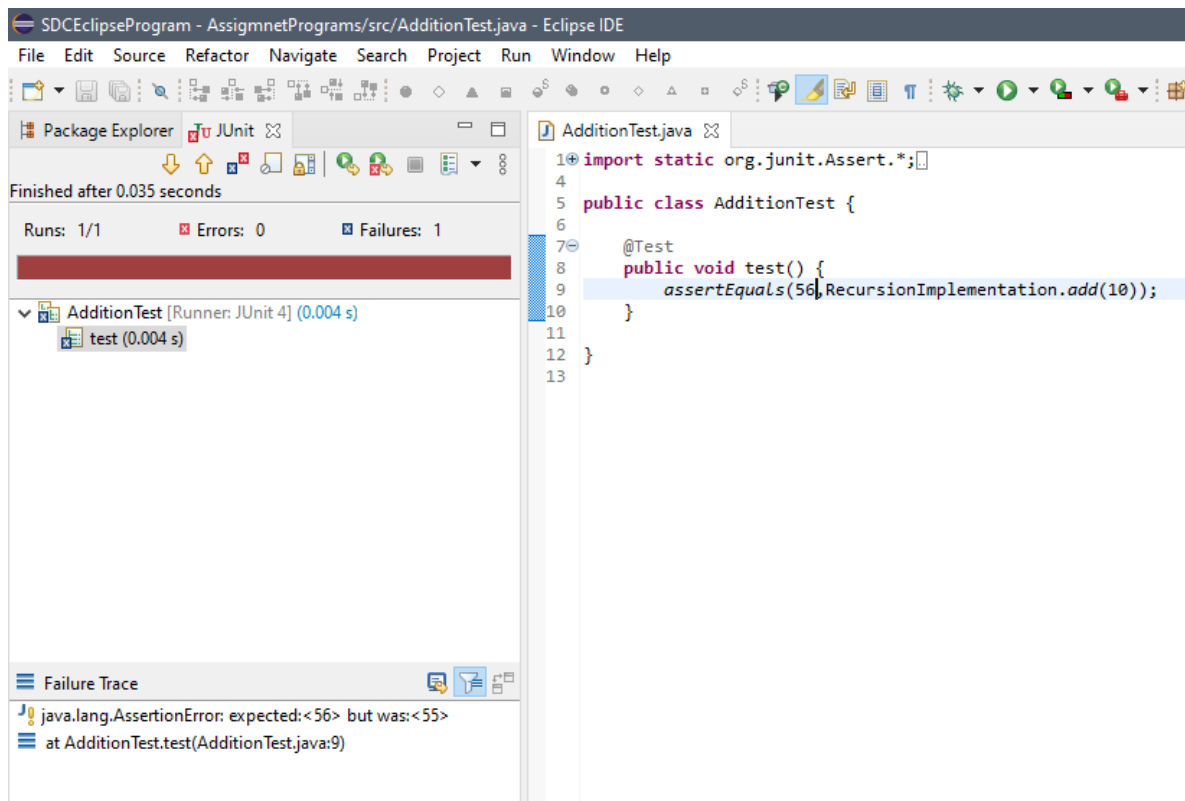 SDCEclipseProgram - AssigmnetPrograms/src/AdditionTest.java - Eclipse IDE
File Edit Source Refactor Navigate Search Project Run Window Help
Package Explorer JUnit
Finished after 0.035 seconds
Runs: 1/1 Errors: 0 Failures: 1
AdditionTest [Runner: JUnit 4] (0.004 s)
test (0.004 s)
Failure Trace
java.lang.AssertionError: expected:<56> but was:<55>
at AdditionTest.test(AdditionTest.java:9)
AdditionTest.java
1 import static org.junit.Assert.*;
4
5 public class AdditionTest {
6
7 @Test
8 public void test() {
9 assertEquals(56,RecursionImplementation.add(10));
10 }
11
12 }
13